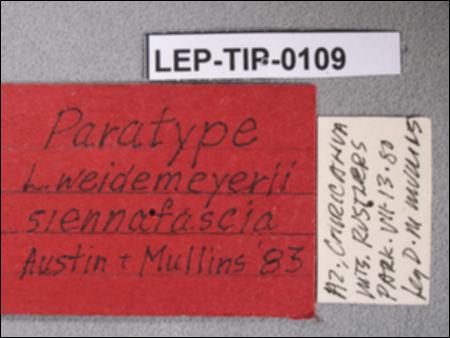 LEP-TIP-0109
Paratype
L. weidemeyerii
siennafascia
Austin + Mullins '83
AZ; CHIRICAHUA
MTS. RUSTLERS
PARK. VII-13-80
Leg D. M MULLINS